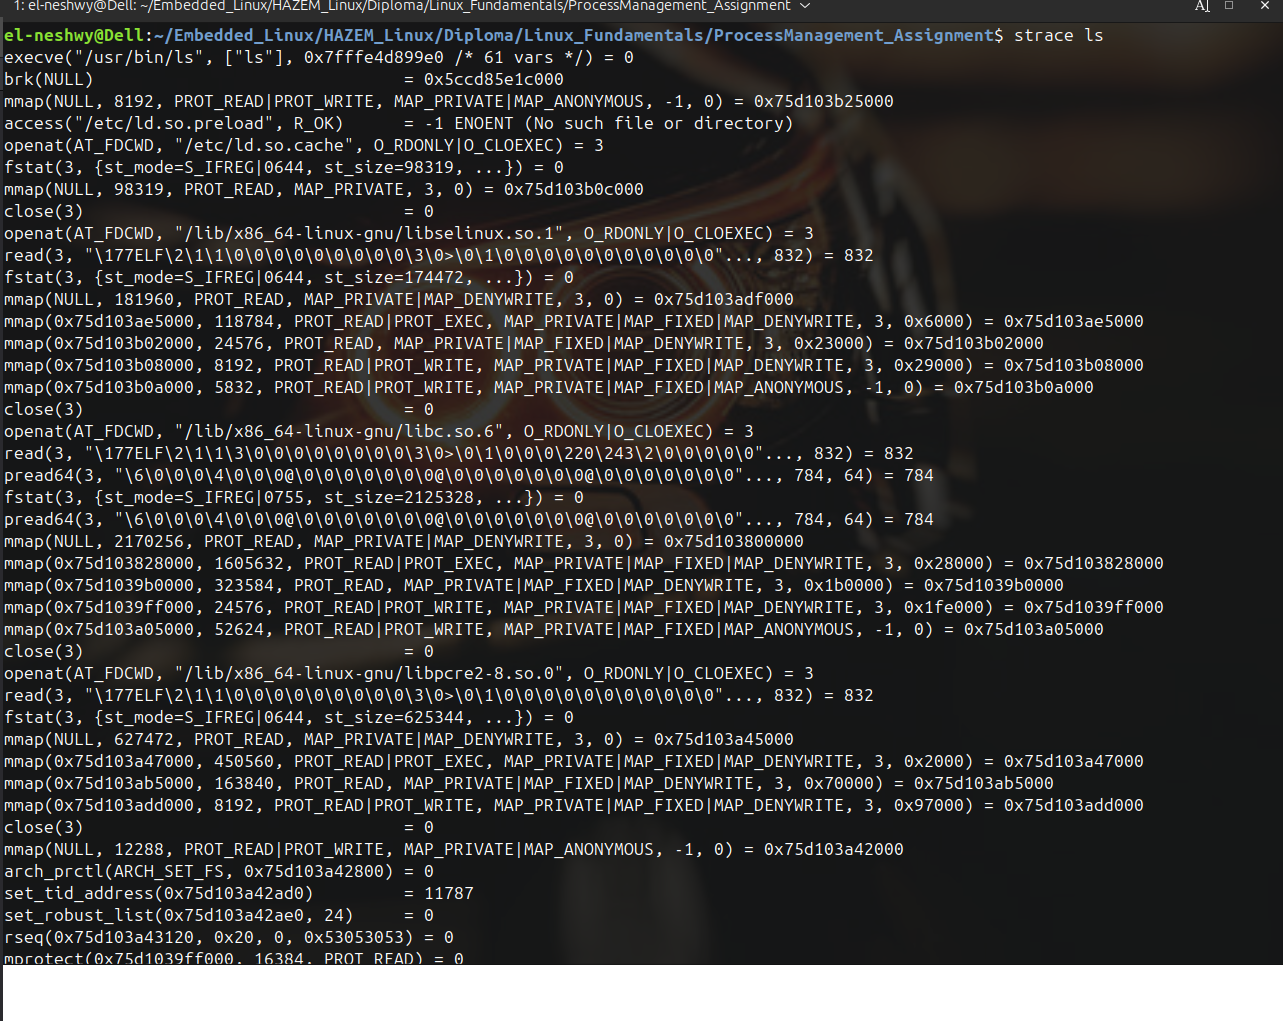 1: el-neshwy@Dell: ~/Embedded_Linux/HAZEM_Linux/Diploma/Linux_Fundamentals/ProcessManagement_Assignment
el-neshwy@Dell:~/Embedded_Linux/HAZEM_Linux/Diploma/Linux_Fundamentals/ProcessManagement_Assignment$ strace ls
execve("/usr/bin/ls", ["ls"], 0x7fffe4d899e0 /* 61 vars */) = 0
brk(NULL)                               = 0x5ccd85e1c000
mmap(NULL, 8192, PROT_READ|PROT_WRITE, MAP_PRIVATE|MAP_ANONYMOUS, -1, 0) = 0x75d103b25000
access("/etc/ld.so.preload", R_OK)      = -1 ENOENT (No such file or directory)
openat(AT_FDCWD, "/etc/ld.so.cache", O_RDONLY|O_CLOEXEC) = 3
fstat(3, {st_mode=S_IFREG|0644, st_size=98319, ...}) = 0
mmap(NULL, 98319, PROT_READ, MAP_PRIVATE, 3, 0) = 0x75d103b0c000
close(3)                                = 0
openat(AT_FDCWD, "/lib/x86_64-linux-gnu/libselinux.so.1", O_RDONLY|O_CLOEXEC) = 3
read(3, "\177ELF\2\1\1\0\0\0\0\0\0\0\0\0\3\0>\0\1\0\0\0\0\0\0\0\0\0\0\0"..., 832) = 832
fstat(3, {st_mode=S_IFREG|0644, st_size=174472, ...}) = 0
mmap(NULL, 181960, PROT_READ, MAP_PRIVATE|MAP_DENYWRITE, 3, 0) = 0x75d103adf000
mmap(0x75d103ae5000, 118784, PROT_READ|PROT_EXEC, MAP_PRIVATE|MAP_FIXED|MAP_DENYWRITE, 3, 0x6000) = 0x75d103ae5000
mmap(0x75d103b02000, 24576, PROT_READ, MAP_PRIVATE|MAP_FIXED|MAP_DENYWRITE, 3, 0x23000) = 0x75d103b02000
mmap(0x75d103b08000, 8192, PROT_READ|PROT_WRITE, MAP_PRIVATE|MAP_FIXED|MAP_DENYWRITE, 3, 0x29000) = 0x75d103b08000
mmap(0x75d103b0a000, 5832, PROT_READ|PROT_WRITE, MAP_PRIVATE|MAP_FIXED|MAP_ANONYMOUS, -1, 0) = 0x75d103b0a000
close(3)                                = 0
openat(AT_FDCWD, "/lib/x86_64-linux-gnu/libc.so.6", O_RDONLY|O_CLOEXEC) = 3
read(3, "\177ELF\2\1\1\3\0\0\0\0\0\0\0\0\3\0>\0\1\0\0\0\220\243\2\0\0\0\0\0"..., 832) = 832
pread64(3, "\6\0\0\0\4\0\0\0@\0\0\0\0\0\0\0@\0\0\0\0\0\0\0@\0\0\0\0\0\0\0"..., 784, 64) = 784
fstat(3, {st_mode=S_IFREG|0755, st_size=2125328, ...}) = 0
pread64(3, "\6\0\0\0\4\0\0\0@\0\0\0\0\0\0\0@\0\0\0\0\0\0\0@\0\0\0\0\0\0\0"..., 784, 64) = 784
mmap(NULL, 2170256, PROT_READ, MAP_PRIVATE|MAP_DENYWRITE, 3, 0) = 0x75d103800000
mmap(0x75d103828000, 1605632, PROT_READ|PROT_EXEC, MAP_PRIVATE|MAP_FIXED|MAP_DENYWRITE, 3, 0x28000) = 0x75d103828000
mmap(0x75d1039b0000, 323584, PROT_READ, MAP_PRIVATE|MAP_FIXED|MAP_DENYWRITE, 3, 0x1b0000) = 0x75d1039b0000
mmap(0x75d1039ff000, 24576, PROT_READ|PROT_WRITE, MAP_PRIVATE|MAP_FIXED|MAP_DENYWRITE, 3, 0x1fe000) = 0x75d1039ff000
mmap(0x75d103a05000, 52624, PROT_READ|PROT_WRITE, MAP_PRIVATE|MAP_FIXED|MAP_ANONYMOUS, -1, 0) = 0x75d103a05000
close(3)                                = 0
openat(AT_FDCWD, "/lib/x86_64-linux-gnu/libpcre2-8.so.0", O_RDONLY|O_CLOEXEC) = 3
read(3, "\177ELF\2\1\1\0\0\0\0\0\0\0\0\0\3\0>\0\1\0\0\0\0\0\0\0\0\0\0\0"..., 832) = 832
fstat(3, {st_mode=S_IFREG|0644, st_size=625344, ...}) = 0
mmap(NULL, 627472, PROT_READ, MAP_PRIVATE|MAP_DENYWRITE, 3, 0) = 0x75d103a45000
mmap(0x75d103a47000, 450560, PROT_READ|PROT_EXEC, MAP_PRIVATE|MAP_FIXED|MAP_DENYWRITE, 3, 0x2000) = 0x75d103a47000
mmap(0x75d103ab5000, 163840, PROT_READ, MAP_PRIVATE|MAP_FIXED|MAP_DENYWRITE, 3, 0x70000) = 0x75d103ab5000
mmap(0x75d103add000, 8192, PROT_READ|PROT_WRITE, MAP_PRIVATE|MAP_FIXED|MAP_DENYWRITE, 3, 0x97000) = 0x75d103add000
close(3)                                = 0
mmap(NULL, 12288, PROT_READ|PROT_WRITE, MAP_PRIVATE|MAP_ANONYMOUS, -1, 0) = 0x75d103a42000
arch_prctl(ARCH_SET_FS, 0x75d103a42800) = 0
set_tid_address(0x75d103a42ad0)         = 11787
set_robust_list(0x75d103a42ae0, 24)     = 0
rseq(0x75d103a43120, 0x20, 0, 0x53053053) = 0
mprotect(0x75d1039ff000, 16384, PROT_READ) = 0